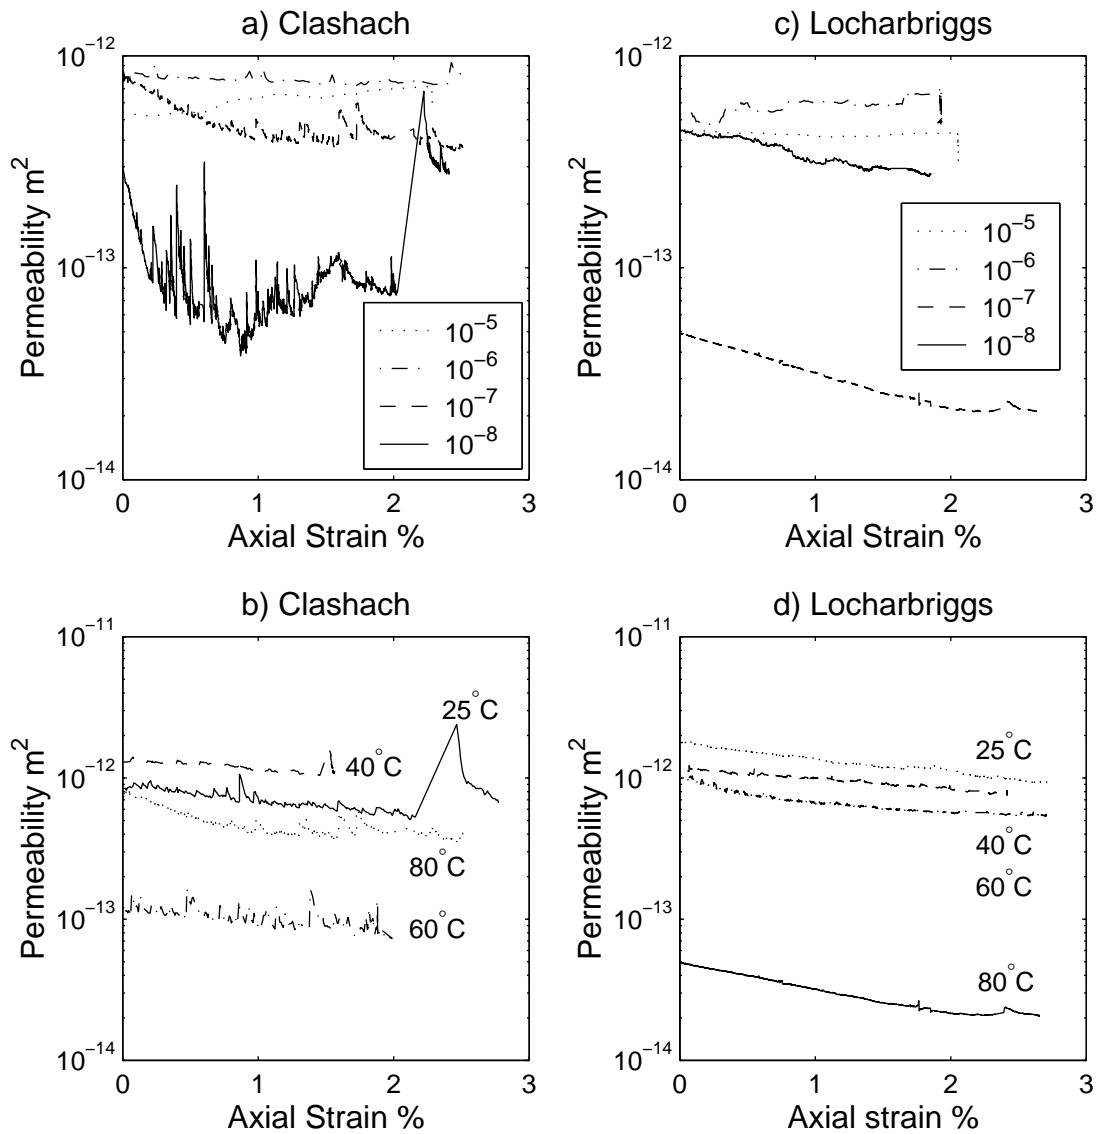 a) Clashach
Permeability m²
10⁻¹²
10⁻¹³
10⁻¹⁴
0 1 2 3
Axial Strain %
10⁻⁵
10⁻⁶
10⁻⁷
10⁻⁸
c) Locharbriggs
Permeability m²
10⁻¹²
10⁻¹³
10⁻¹⁴
0 1 2 3
Axial Strain %
10⁻⁵
10⁻⁶
10⁻⁷
10⁻⁸
b) Clashach
Permeability m²
10⁻¹¹
10⁻¹²
10⁻¹³
10⁻¹⁴
0 1 2 3
Axial Strain %
25°C
40°C
80°C
60°C
d) Locharbriggs
Permeability m²
10⁻¹¹
10⁻¹²
10⁻¹³
10⁻¹⁴
0 1 2 3
Axial strain %
25°C
40°C
60°C
80°C